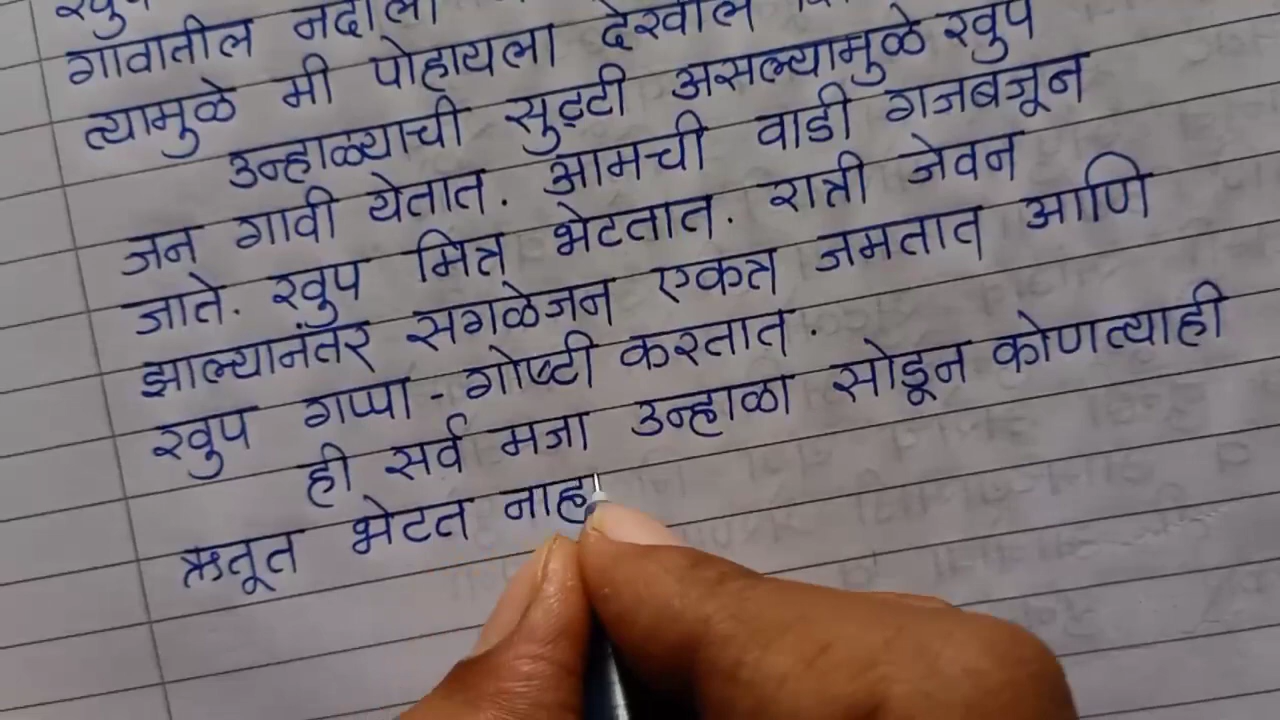 खुप
गावातील नदीला
त्यामुळे मी पोहायला देखील
उन्हाळ्याची सुट्टी असल्यामुळे खुप
जन गावी येतात. आमची वाडी गजबजून
जाते. खुप मित्र भेटतात. रात्री जेवन
झाल्यानंतर सगळेजन एकत्र जमतात आणि
खुप गप्पा - गोष्टी करतात.
ही सर्व मजा उन्हाळा सोडून कोणत्याही
ऋतूत भेटत नाह